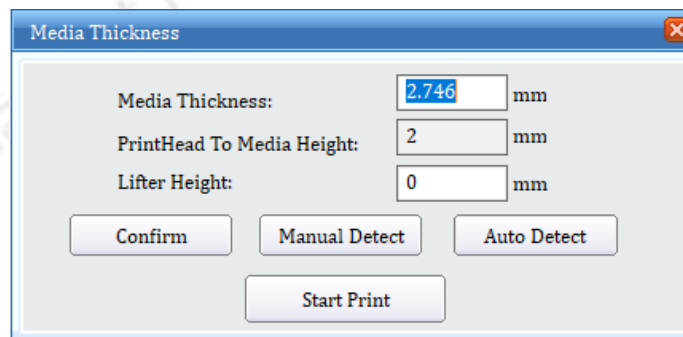 Media Thickness
Media Thickness: 2.746 mm
PrintHead To Media Height: 2 mm
Lifter Height: 0 mm
Confirm Manual Detect Auto Detect
Start Print